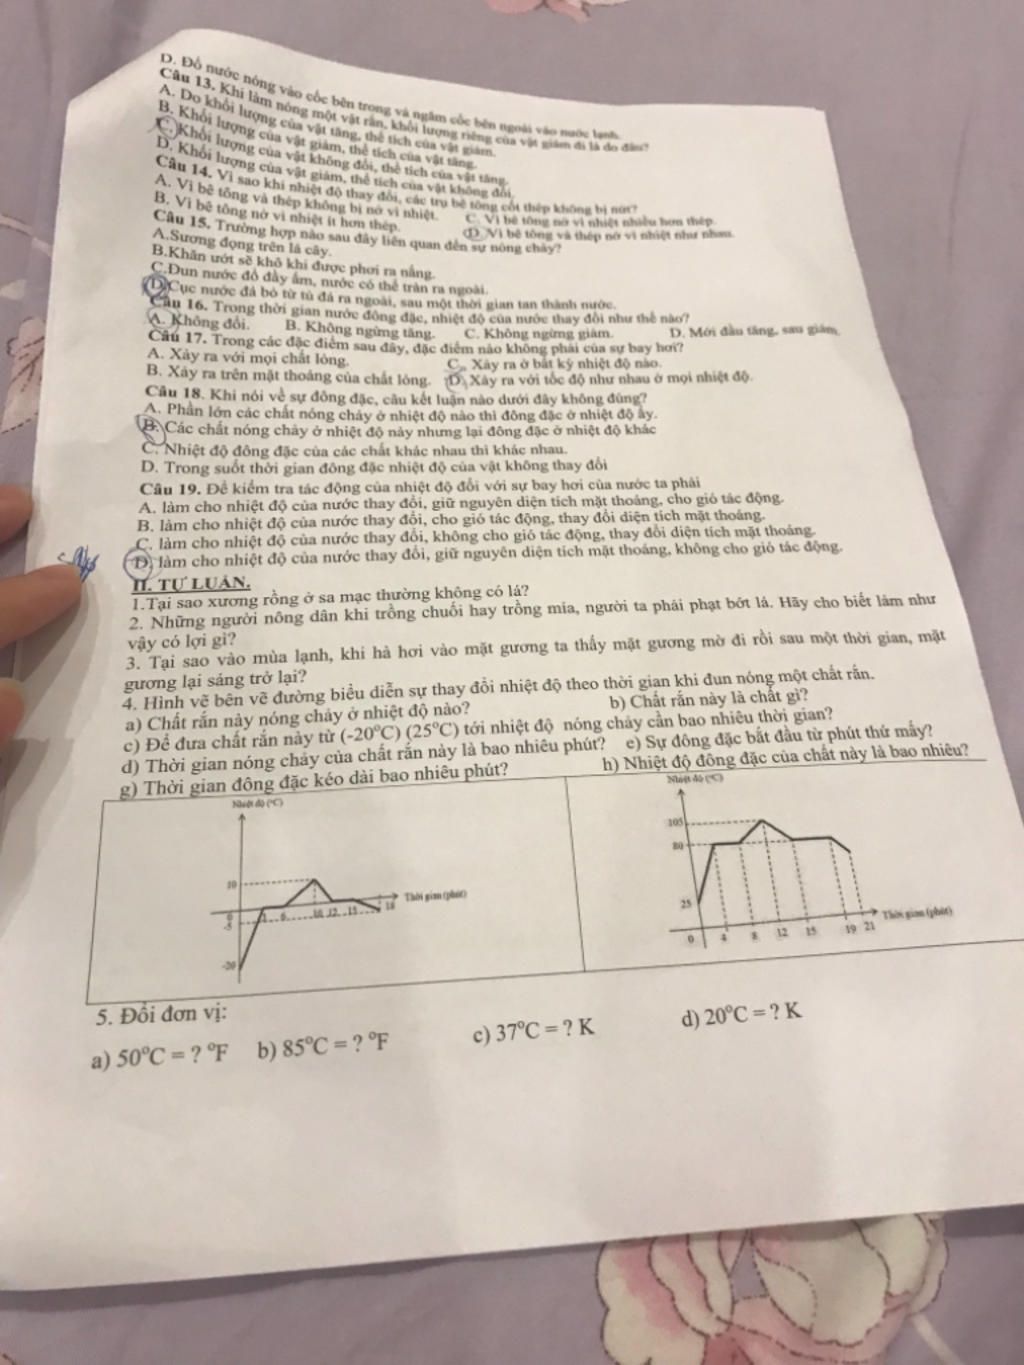 D. Đổ nước nóng vào cốc bên trong và ngâm cốc bên ngoài vào nước lạnh.
Câu 13. Khi làm nóng một vật rắn, khối lượng riêng của vật giảm đi là do đâu?
A. Do khối lượng của vật tăng, thể tích của vật giảm.
B. Khối lượng của vật giảm, thể tích của vật tăng.
C. Khối lượng của vật không đổi, thể tích của vật tăng.
D. Khối lượng của vật giảm, thể tích của vật không đổi.
Câu 14. Vì sao khi nhiệt độ thay đổi, các trụ bê tông cốt thép không bị nứt?
A. Vì bê tông và thép không bị nở vì nhiệt. C. Vì bê tông nở vì nhiệt nhiều hơn thép.
B. Vì bê tông nở vì nhiệt ít hơn thép. D. Vì bê tông và thép nở vì nhiệt như nhau.
Câu 15. Trường hợp nào sau đây liên quan đến sự nóng chảy?
A.Sương đọng trên lá cây.
B.Khăn ướt sẽ khô khi được phơi ra nắng.
C.Đun nước đổ đầy ấm, nước có thể tràn ra ngoài.
D.Cục nước đá bỏ từ tủ đá ra ngoài, sau một thời gian tan thành nước.
Câu 16. Trong thời gian nước đông đặc, nhiệt độ của nước thay đổi như thế nào?
A. Không đổi. B. Không ngừng tăng. C. Không ngừng giảm. D. Mới đầu tăng, sau giảm.
Câu 17. Trong các đặc điểm sau đây, đặc điểm nào không phải của sự bay hơi?
A. Xảy ra với mọi chất lỏng. C. Xảy ra ở bất kỳ nhiệt độ nào.
B. Xảy ra trên mặt thoáng của chất lỏng. D. Xảy ra với tốc độ như nhau ở mọi nhiệt độ.
Câu 18. Khi nói về sự đông đặc, câu kết luận nào dưới đây không đúng?
A. Phần lớn các chất nóng chảy ở nhiệt độ nào thì đông đặc ở nhiệt độ ấy.
B. Các chất nóng chảy ở nhiệt độ này nhưng lại đông đặc ở nhiệt độ khác
C. Nhiệt độ đông đặc của các chất khác nhau thì khác nhau.
D. Trong suốt thời gian đông đặc nhiệt độ của vật không thay đổi
Câu 19. Để kiểm tra tác động của nhiệt độ đối với sự bay hơi của nước ta phải
A. làm cho nhiệt độ của nước thay đổi, giữ nguyên diện tích mặt thoáng, cho gió tác động.
B. làm cho nhiệt độ của nước thay đổi, cho gió tác động, thay đổi diện tích mặt thoáng.
C. làm cho nhiệt độ của nước thay đổi, không cho gió tác động, thay đổi diện tích mặt thoáng.
D. làm cho nhiệt độ của nước thay đổi, giữ nguyên diện tích mặt thoáng, không cho gió tác động.
II. TỰ LUẬN.
1.Tại sao xương rồng ở sa mạc thường không có lá?
2. Những người nông dân khi trồng chuối hay trồng mía, người ta phải phạt bớt lá. Hãy cho biết làm như
vậy có lợi gì?
3. Tại sao vào mùa lạnh, khi hà hơi vào mặt gương ta thấy mặt gương mờ đi rồi sau một thời gian, mặt
gương lại sáng trở lại?
4. Hình vẽ bên vẽ đường biểu diễn sự thay đổi nhiệt độ theo thời gian khi đun nóng một chất rắn.
a) Chất rắn này nóng chảy ở nhiệt độ nào? b) Chất rắn này là chất gì?
c) Để đưa chất rắn này từ (-20°C) (25°C) tới nhiệt độ nóng chảy cần bao nhiêu thời gian?
d) Thời gian nóng chảy của chất rắn này là bao nhiêu phút? e) Sự đông đặc bắt đầu từ phút thứ mấy?
g) Thời gian đông đặc kéo dài bao nhiêu phút? h) Nhiệt độ đông đặc của chất này là bao nhiêu?
Nhiệt độ (°C)
10
0
-5
-20
6 10 12 15 18
Thời gian (phút)
Nhiệt độ (°C)
105
80
25
0 4 8 12 15 19 21
Thời gian (phút)
5. Đổi đơn vị:
a) 50°C = ? °F b) 85°C = ? °F c) 37°C = ? K d) 20°C = ? K